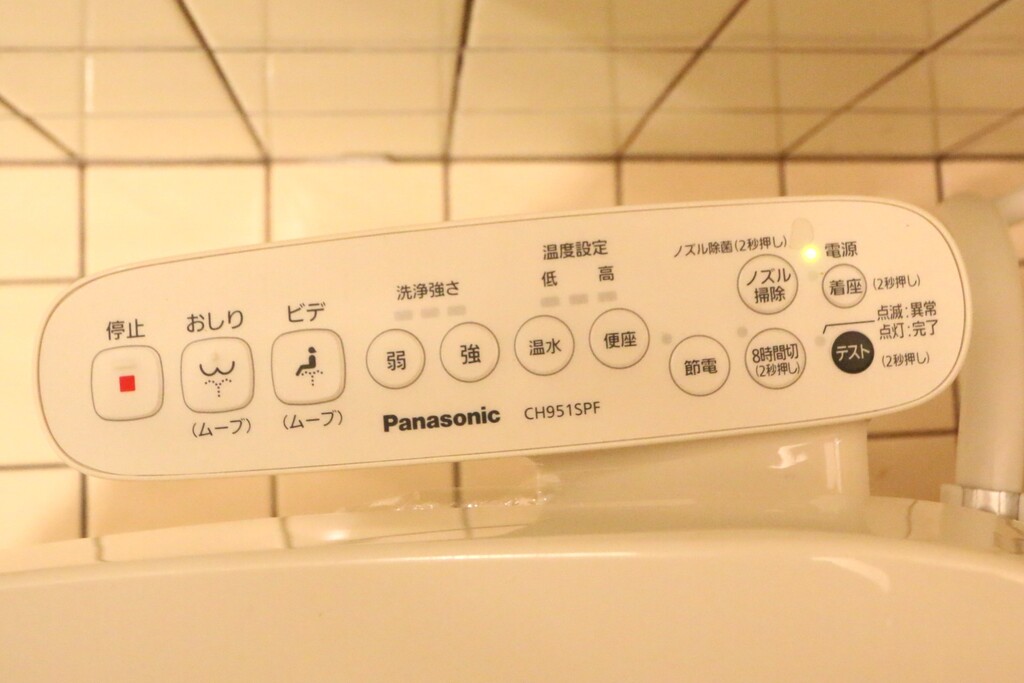 停止
おしり
(ムーブ)
ビデ
(ムーブ)
洗浄強さ
弱
強
温度設定
低 高
温水
便座
Panasonic CH951SPF
節電
ノズル除菌(2秒押し)
ノズル
掃除
8時間切
(2秒押し)
電源
着座
(2秒押し)
点滅:異常
点灯:完了
テスト
(2秒押し)